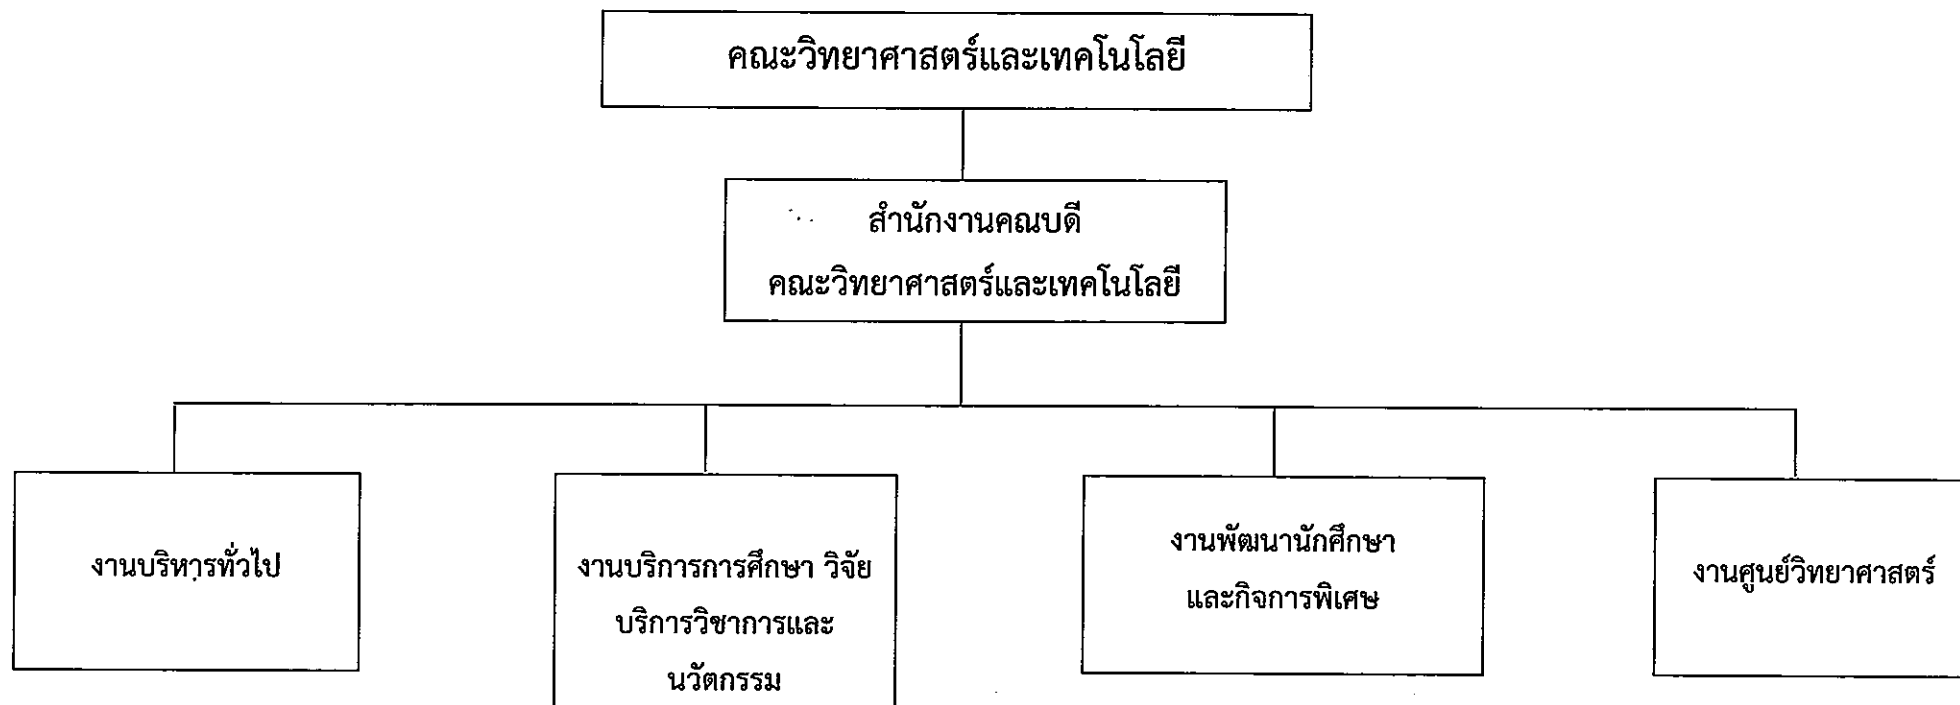 คณะวิทยาศาสตร์และเทคโนโลยี
สำนักงานคณบดี
คณะวิทยาศาสตร์และเทคโนโลยี
งานบริหารทั่วไป
งานบริการการศึกษา วิจัย
บริการวิชาการและ
นวัตกรรม
งานพัฒนานักศึกษา
และกิจการพิเศษ
งานศูนย์วิทยาศาสตร์